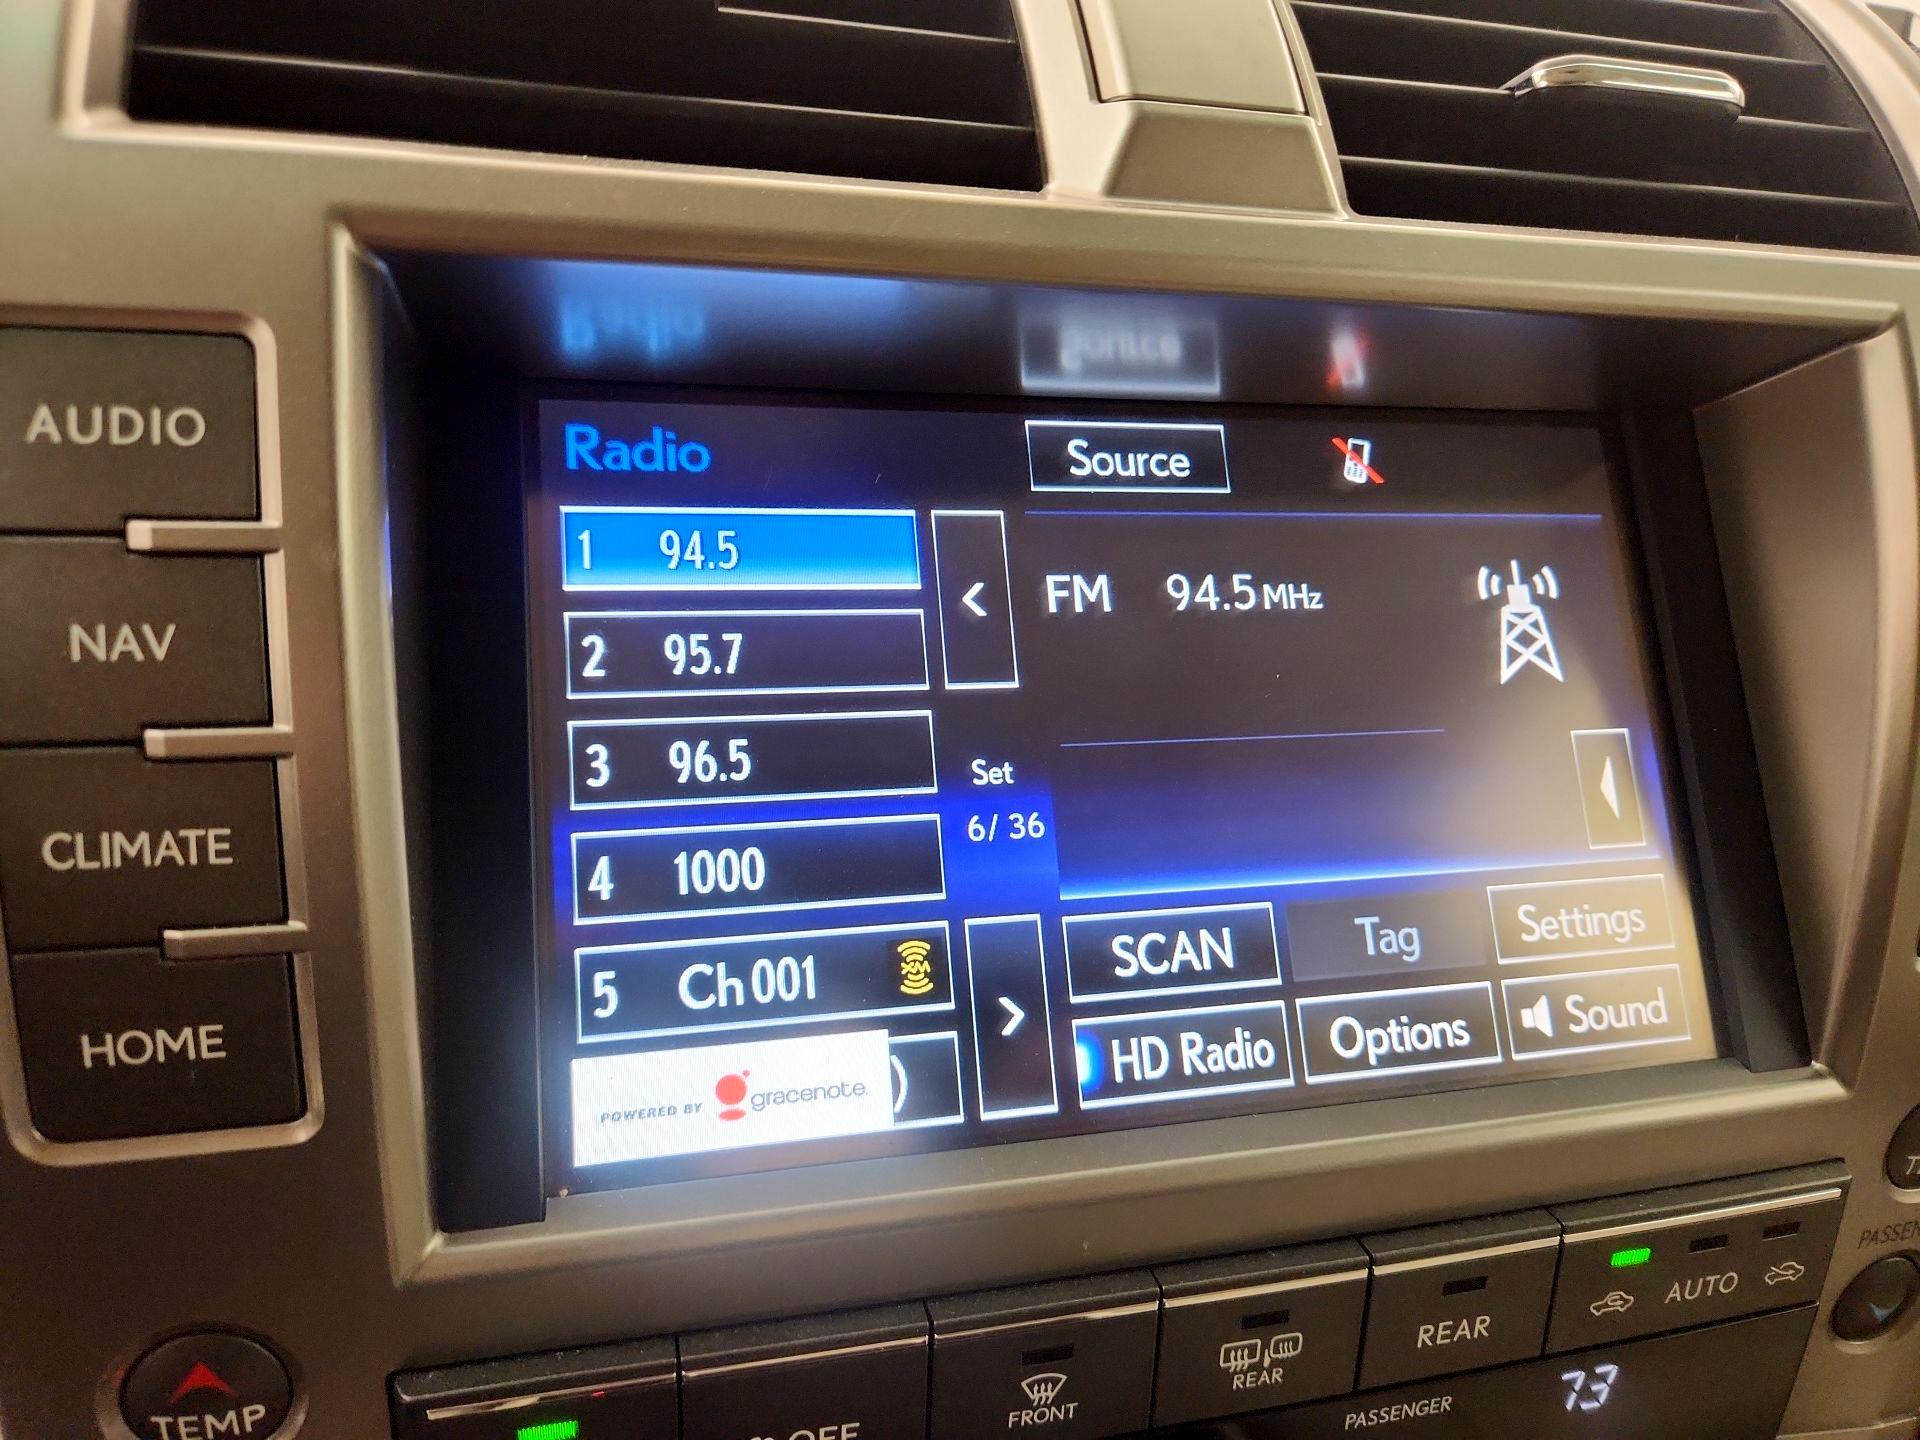 Radio
Source
1 94.5
<
FM 94.5 MHz
2 95.7
3 96.5
Set
6/ 36
4 1000
5 Ch 001 XM
>
SCAN
Tag
Settings
HD Radio
Options
Sound
POWERED BY gracenote.
)
AUDIO
NAV
CLIMATE
HOME
TEMP
OFF
FRONT
REAR
REAR
AUTO
PASSENGER
73